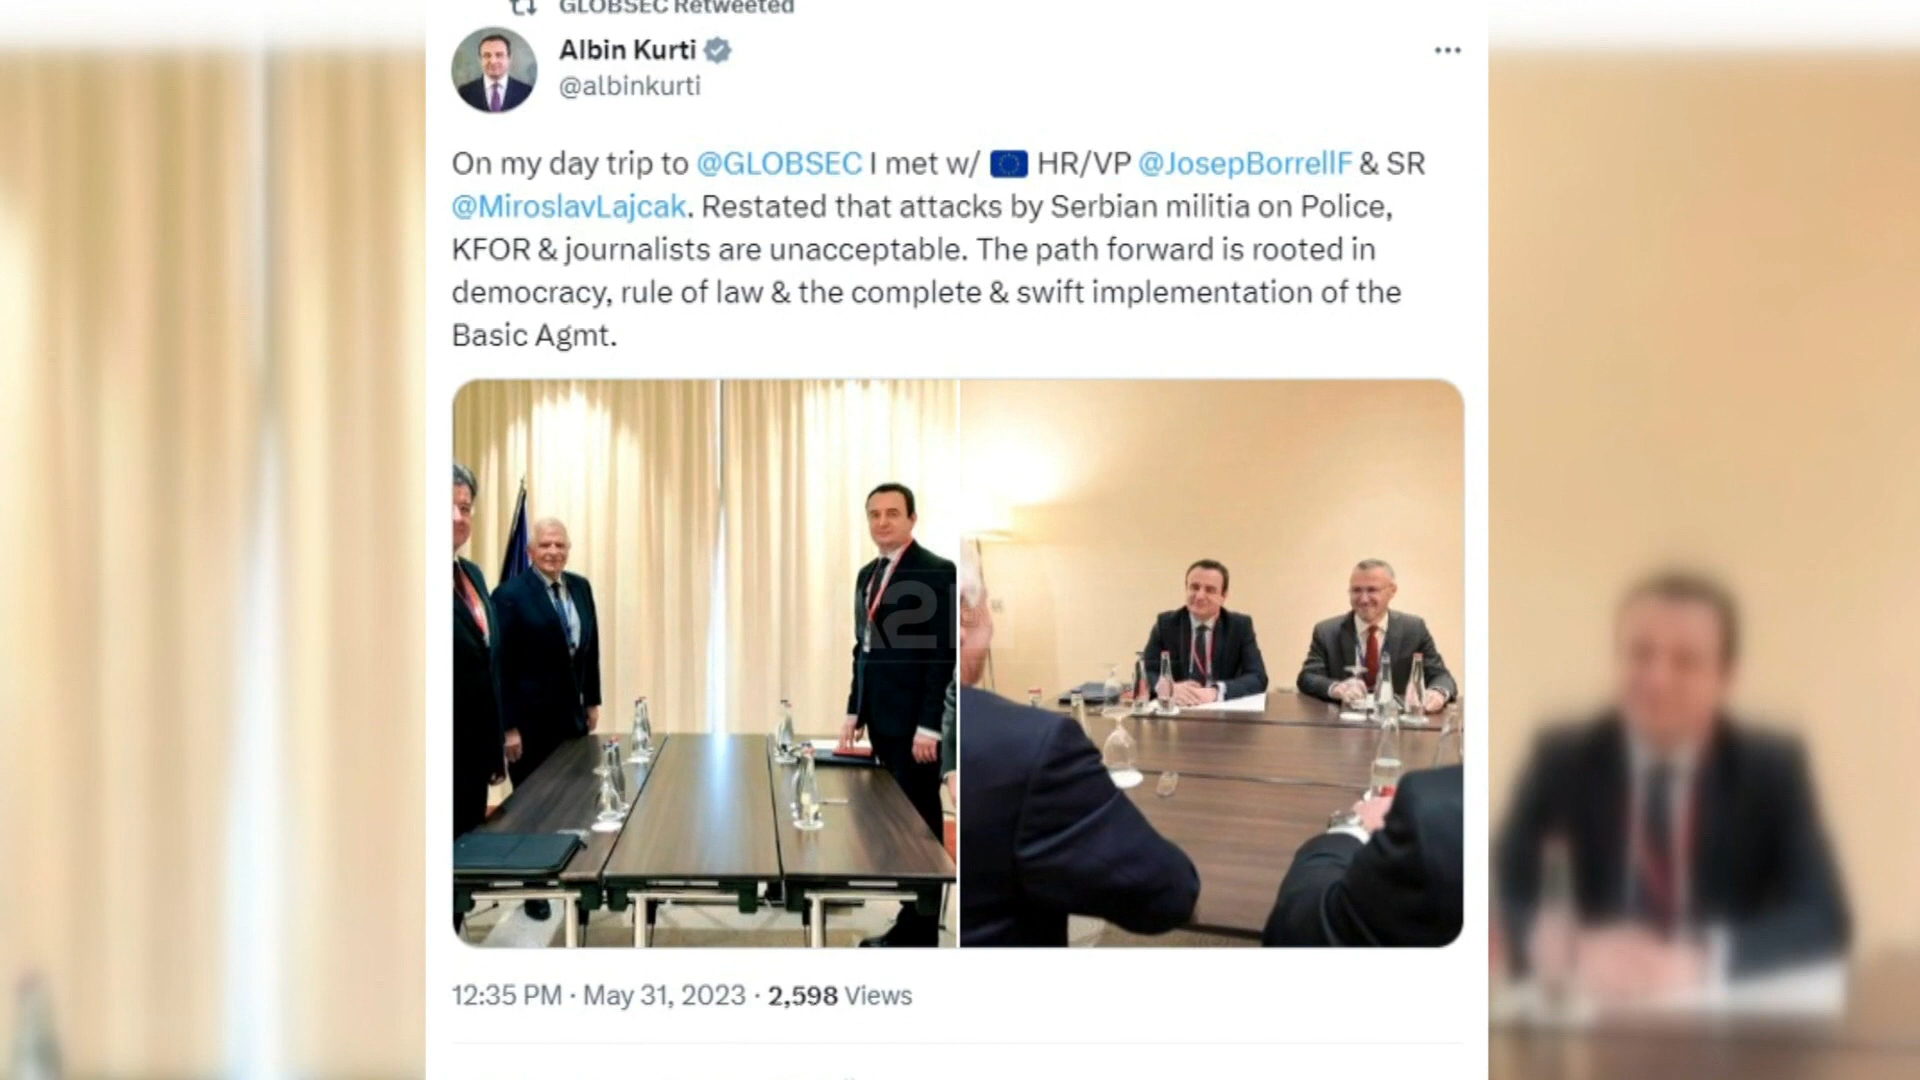 GLOBSEC Retweeted
Albin Kurti
@albinkurti
On my day trip to @GLOBSEC I met w/ 🇪🇺 HR/VP @JosepBorrellF & SR
@MiroslavLajcak. Restated that attacks by Serbian militia on Police,
KFOR & journalists are unacceptable. The path forward is rooted in
democracy, rule of law & the complete & swift implementation of the
Basic Agmt.
12:35 PM · May 31, 2023 · 2,598 Views